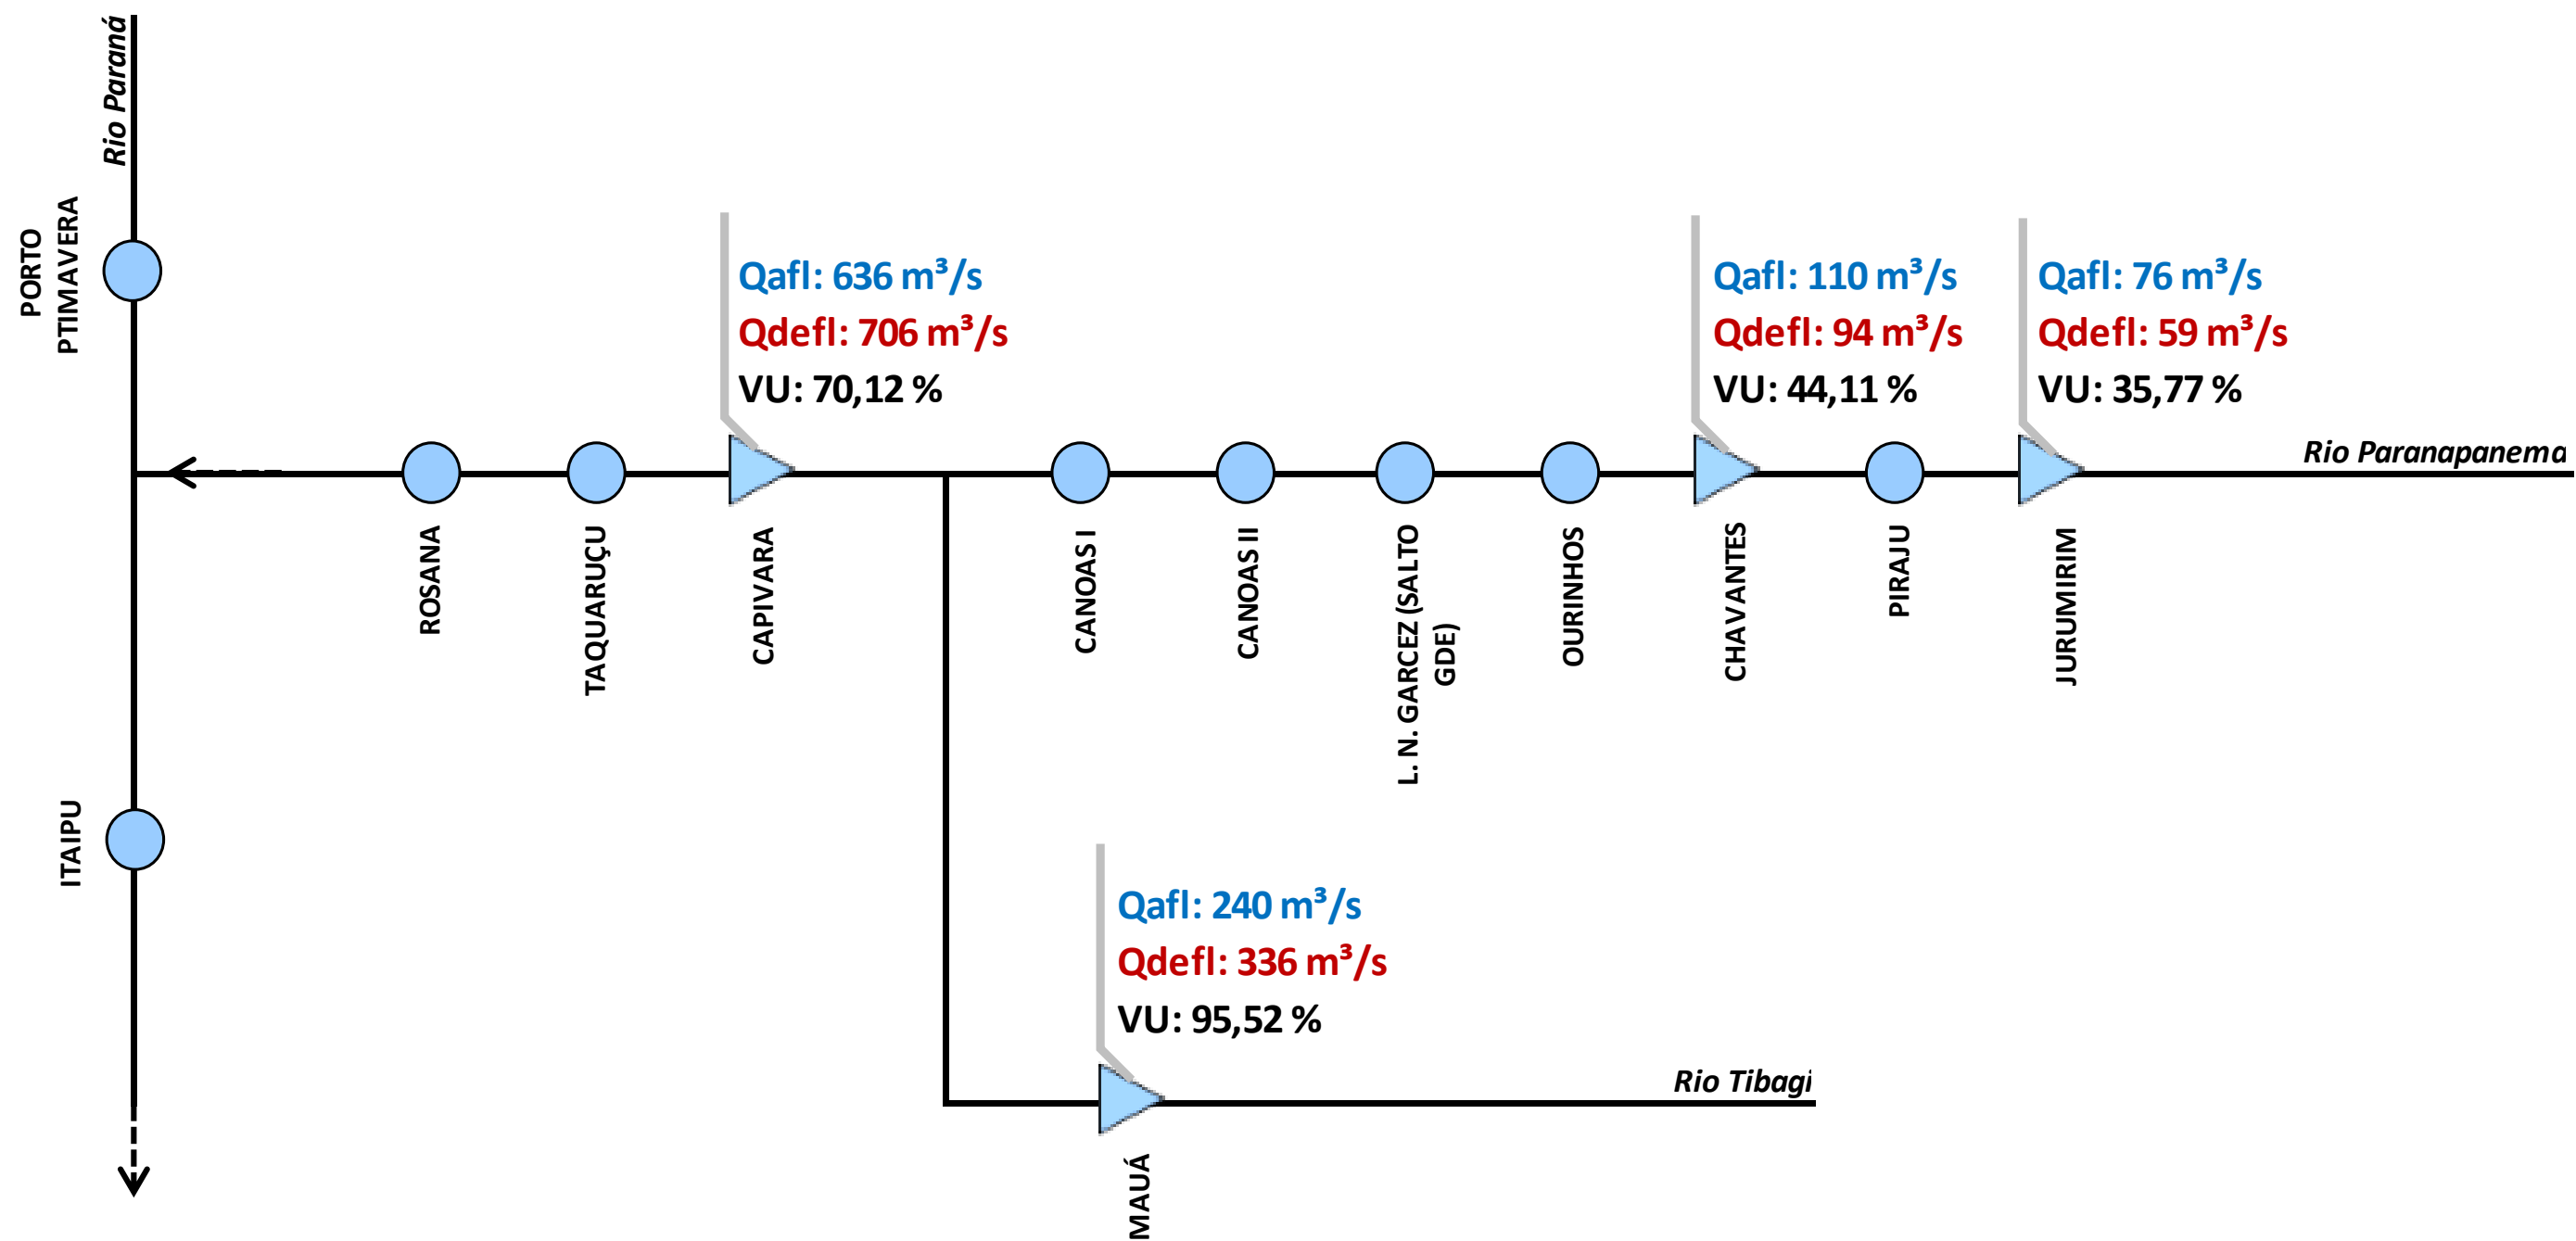 Rio Paraná
PORTO
PTIMAVERA
Qafl: 636 m³/s
Qdefl: 706 m³/s
VU: 70,12 %
Qafl: 110 m³/s
Qdefl: 94 m³/s
VU: 44,11 %
Qafl: 76 m³/s
Qdefl: 59 m³/s
VU: 35,77 %
Rio Paranapanema
ROSANA
TAQUARUÇU
CAPIVARA
CANOAS I
CANOAS II
L. N. GARCEZ (SALTO
GDE)
OURINHOS
CHAVANTES
PIRAJU
JURUMIRIM
ITAIPU
Qafl: 240 m³/s
Qdefl: 336 m³/s
VU: 95,52 %
Rio Tibagi
MAUÁ